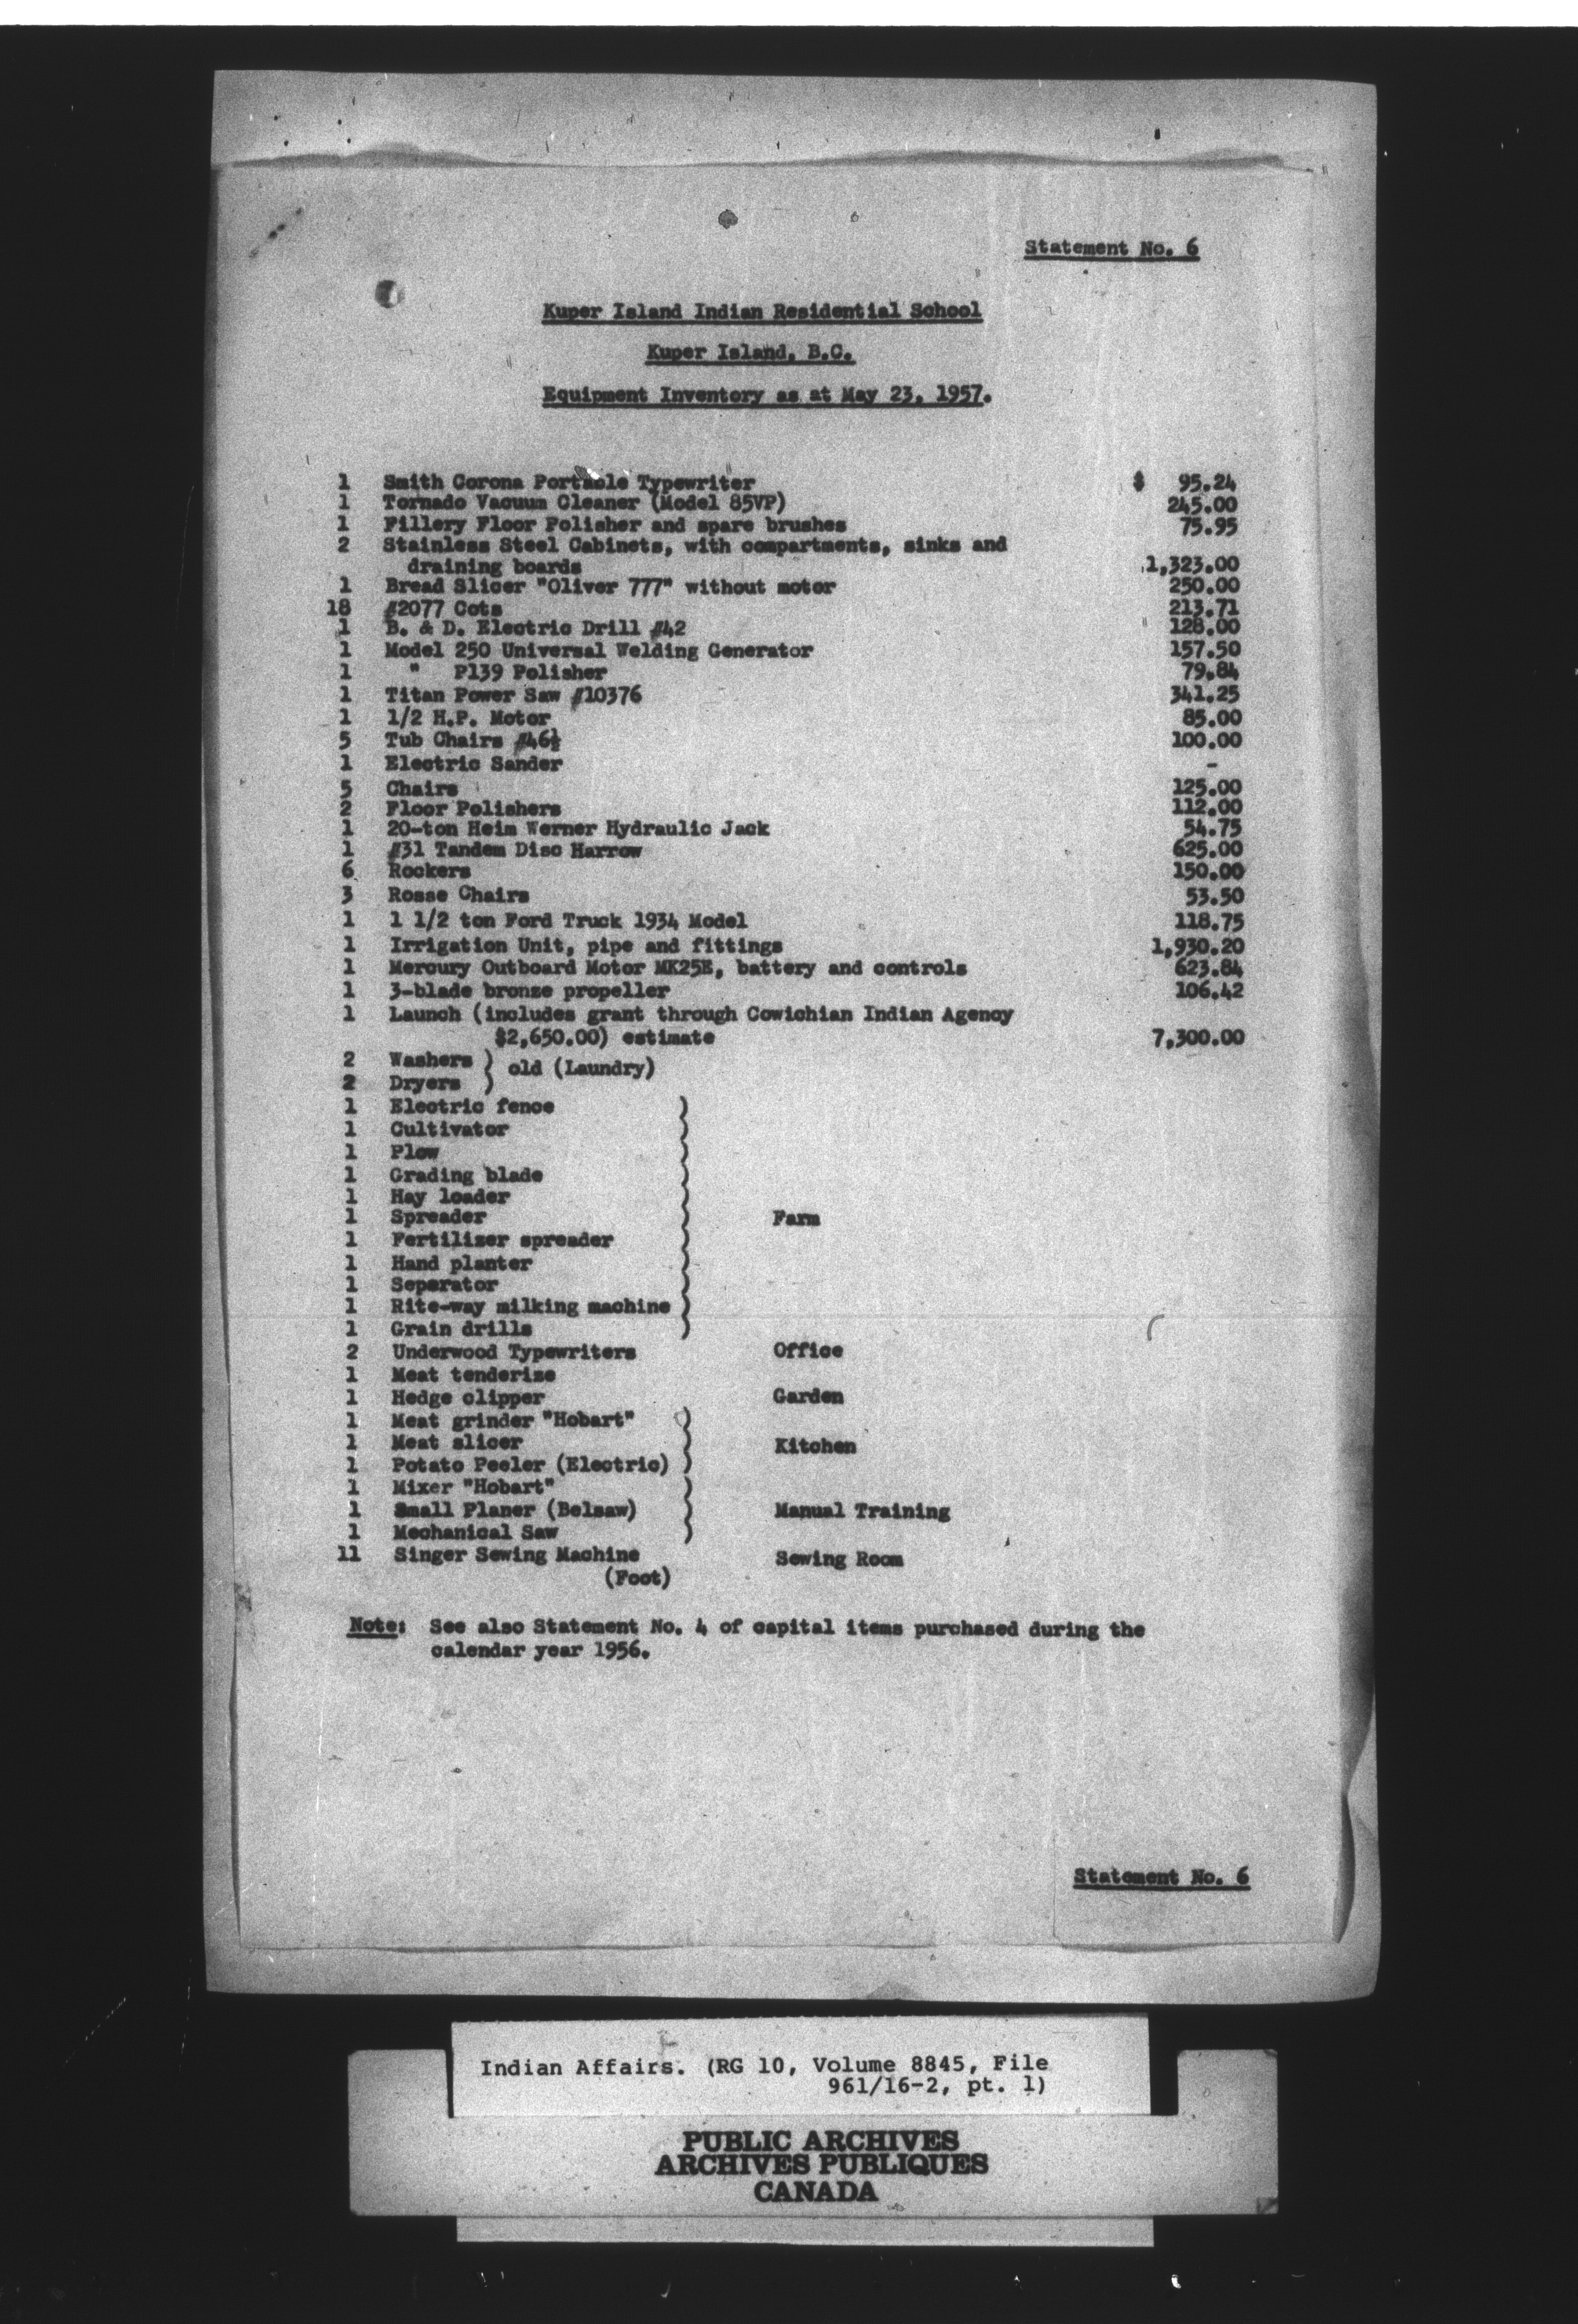 Statement No. 6
Kuper Island Indian Residential School
Kuper Island, B.C.
Equipment Inventory as at May 23, 1957.
1 Smith Corona Portable Typewriter $ 95.24
1 Tornado Vacuum Cleaner (Model 85VP) 245.00
1 Fillery Floor Polisher and spare brushes 75.95
2 Stainless Steel Cabinets, with compartments, sinks and
draining boards 1,323.00
1 Bread Slicer "Oliver 777" without motor 250.00
18 #2077 Cots 213.71
1 B. & D. Electric Drill #42 128.00
1 Model 250 Universal Welding Generator 157.50
1 " P139 Polisher 79.84
1 Titan Power Saw #10376 341.25
1 1/2 H.P. Motor 85.00
5 Tub Chairs #46½ 100.00
1 Electric Sander -
5 Chairs 125.00
2 Floor Polishers 112.00
1 20-ton Heim Werner Hydraulic Jack 54.75
1 #31 Tandem Disc Harrow 625.00
6 Rockers 150.00
3 Rosse Chairs 53.50
1 1 1/2 ton Ford Truck 1934 Model 118.75
1 Irrigation Unit, pipe and fittings 1,930.20
1 Mercury Outboard Motor MK25E, battery and controls 623.84
1 3-blade bronze propeller 106.42
1 Launch (includes grant through Cowichian Indian Agency
$2,650.00) estimate 7,300.00
2 Washers ) old (Laundry)
2 Dryers )
1 Electric fence )
1 Cultivator )
1 Plow )
1 Grading blade )
1 Hay loader )
1 Spreader ) Farm
1 Fertilizer spreader )
1 Hand planter )
1 Seperator )
1 Rite-way milking machine )
1 Grain drills )
2 Underwood Typewriters Office
1 Meat tenderize
1 Hedge clipper Garden
1 Meat grinder "Hobart" )
1 Meat slicer ) Kitchen
1 Potato Peeler (Electric) )
1 Mixer "Hobart" )
1 Small Planer (Belsaw) ) Manual Training
1 Mechanical Saw )
11 Singer Sewing Machine Sewing Room
(Foot)
Note: See also Statement No. 4 of capital items purchased during the
calendar year 1956.
Statement No. 6
Indian Affairs. (RG 10, Volume 8845, File
961/16-2, pt. 1)
PUBLIC ARCHIVES
ARCHIVES PUBLIQUES
CANADA